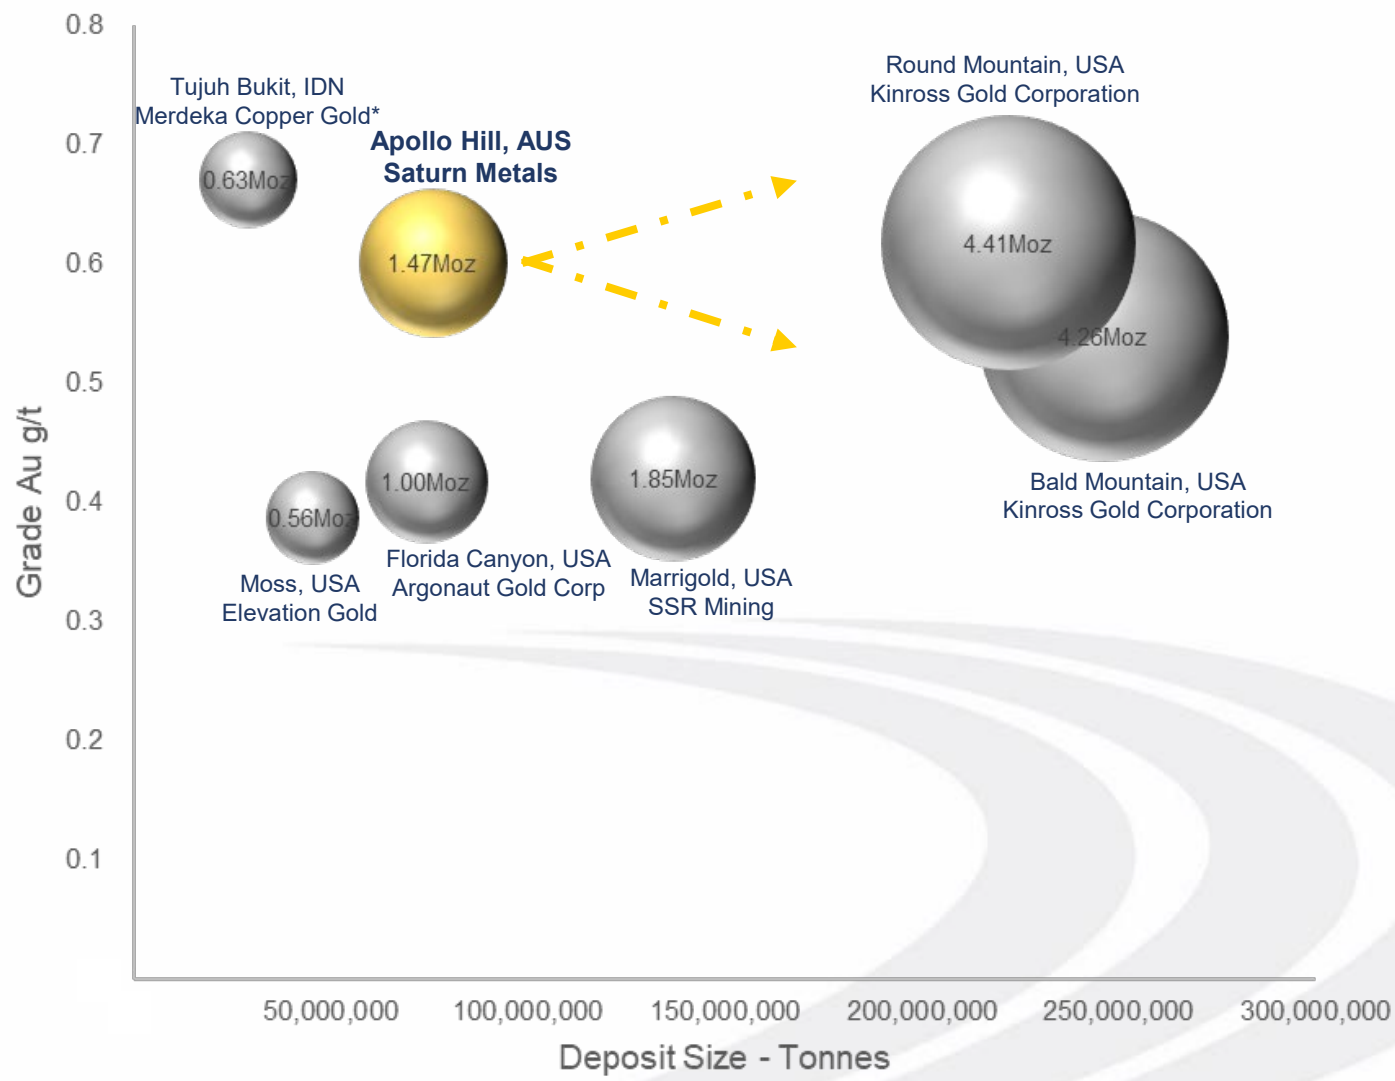 0.8
0.7
0.6
0.5
0.4
0.3
0.2
0.1
Grade Au g/t
Tujuh Bukit, IDN
Merdeka Copper Gold*
0.63Moz
Apollo Hill, AUS
Saturn Metals
1.47Moz
Round Mountain, USA
Kinross Gold Corporation
4.41Moz
4.26Moz
Bald Mountain, USA
Kinross Gold Corporation
0.56Moz
Moss, USA
Elevation Gold
1.00Moz
Florida Canyon, USA
Argonaut Gold Corp
1.85Moz
Marrigold, USA
SSR Mining
50,000,000
100,000,000
150,000,000
200,000,000
250,000,000
300,000,000
Deposit Size - Tonnes